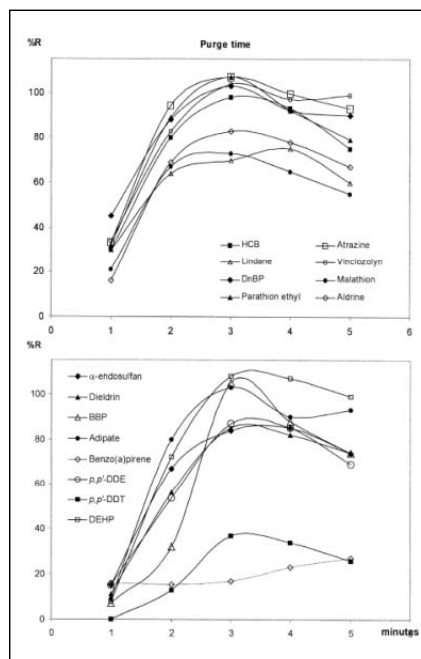 %R Purge time
100
80
60
40
20
0
HCB Atrazine
Lindane Vinclozolyn
DnBP Malathion
Parathion ethyl Aldrine
0 1 2 3 4 5 6
%R
100
80
60
40
20
0
α-endosulfan
Dieldrin
BBP
Adipate
Benzo(a)pirene
p,p'-DDE
p,p'-DDT
DEHP
0 1 2 3 4 5 minutes 6